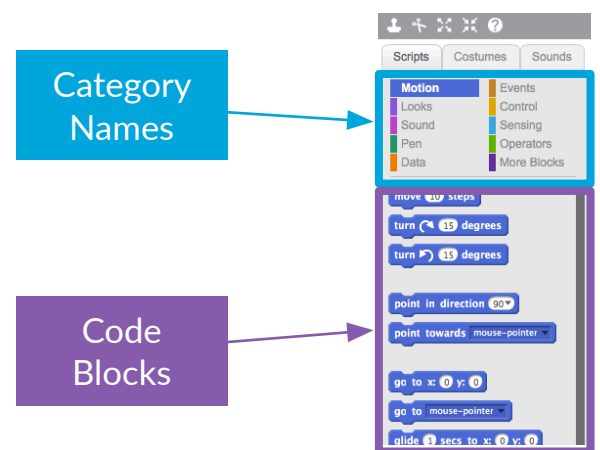 Scripts Costumes Sounds
Category
Names
Motion Events
Looks Control
Sound Sensing
Pen Operators
Data More Blocks
move 10 steps
turn 15 degrees
turn 15 degrees
point in direction 90
point towards mouse-pointer
Code
Blocks
go to x: 0 y: 0
go to mouse-pointer
glide 1 secs to x: 0 y: 0